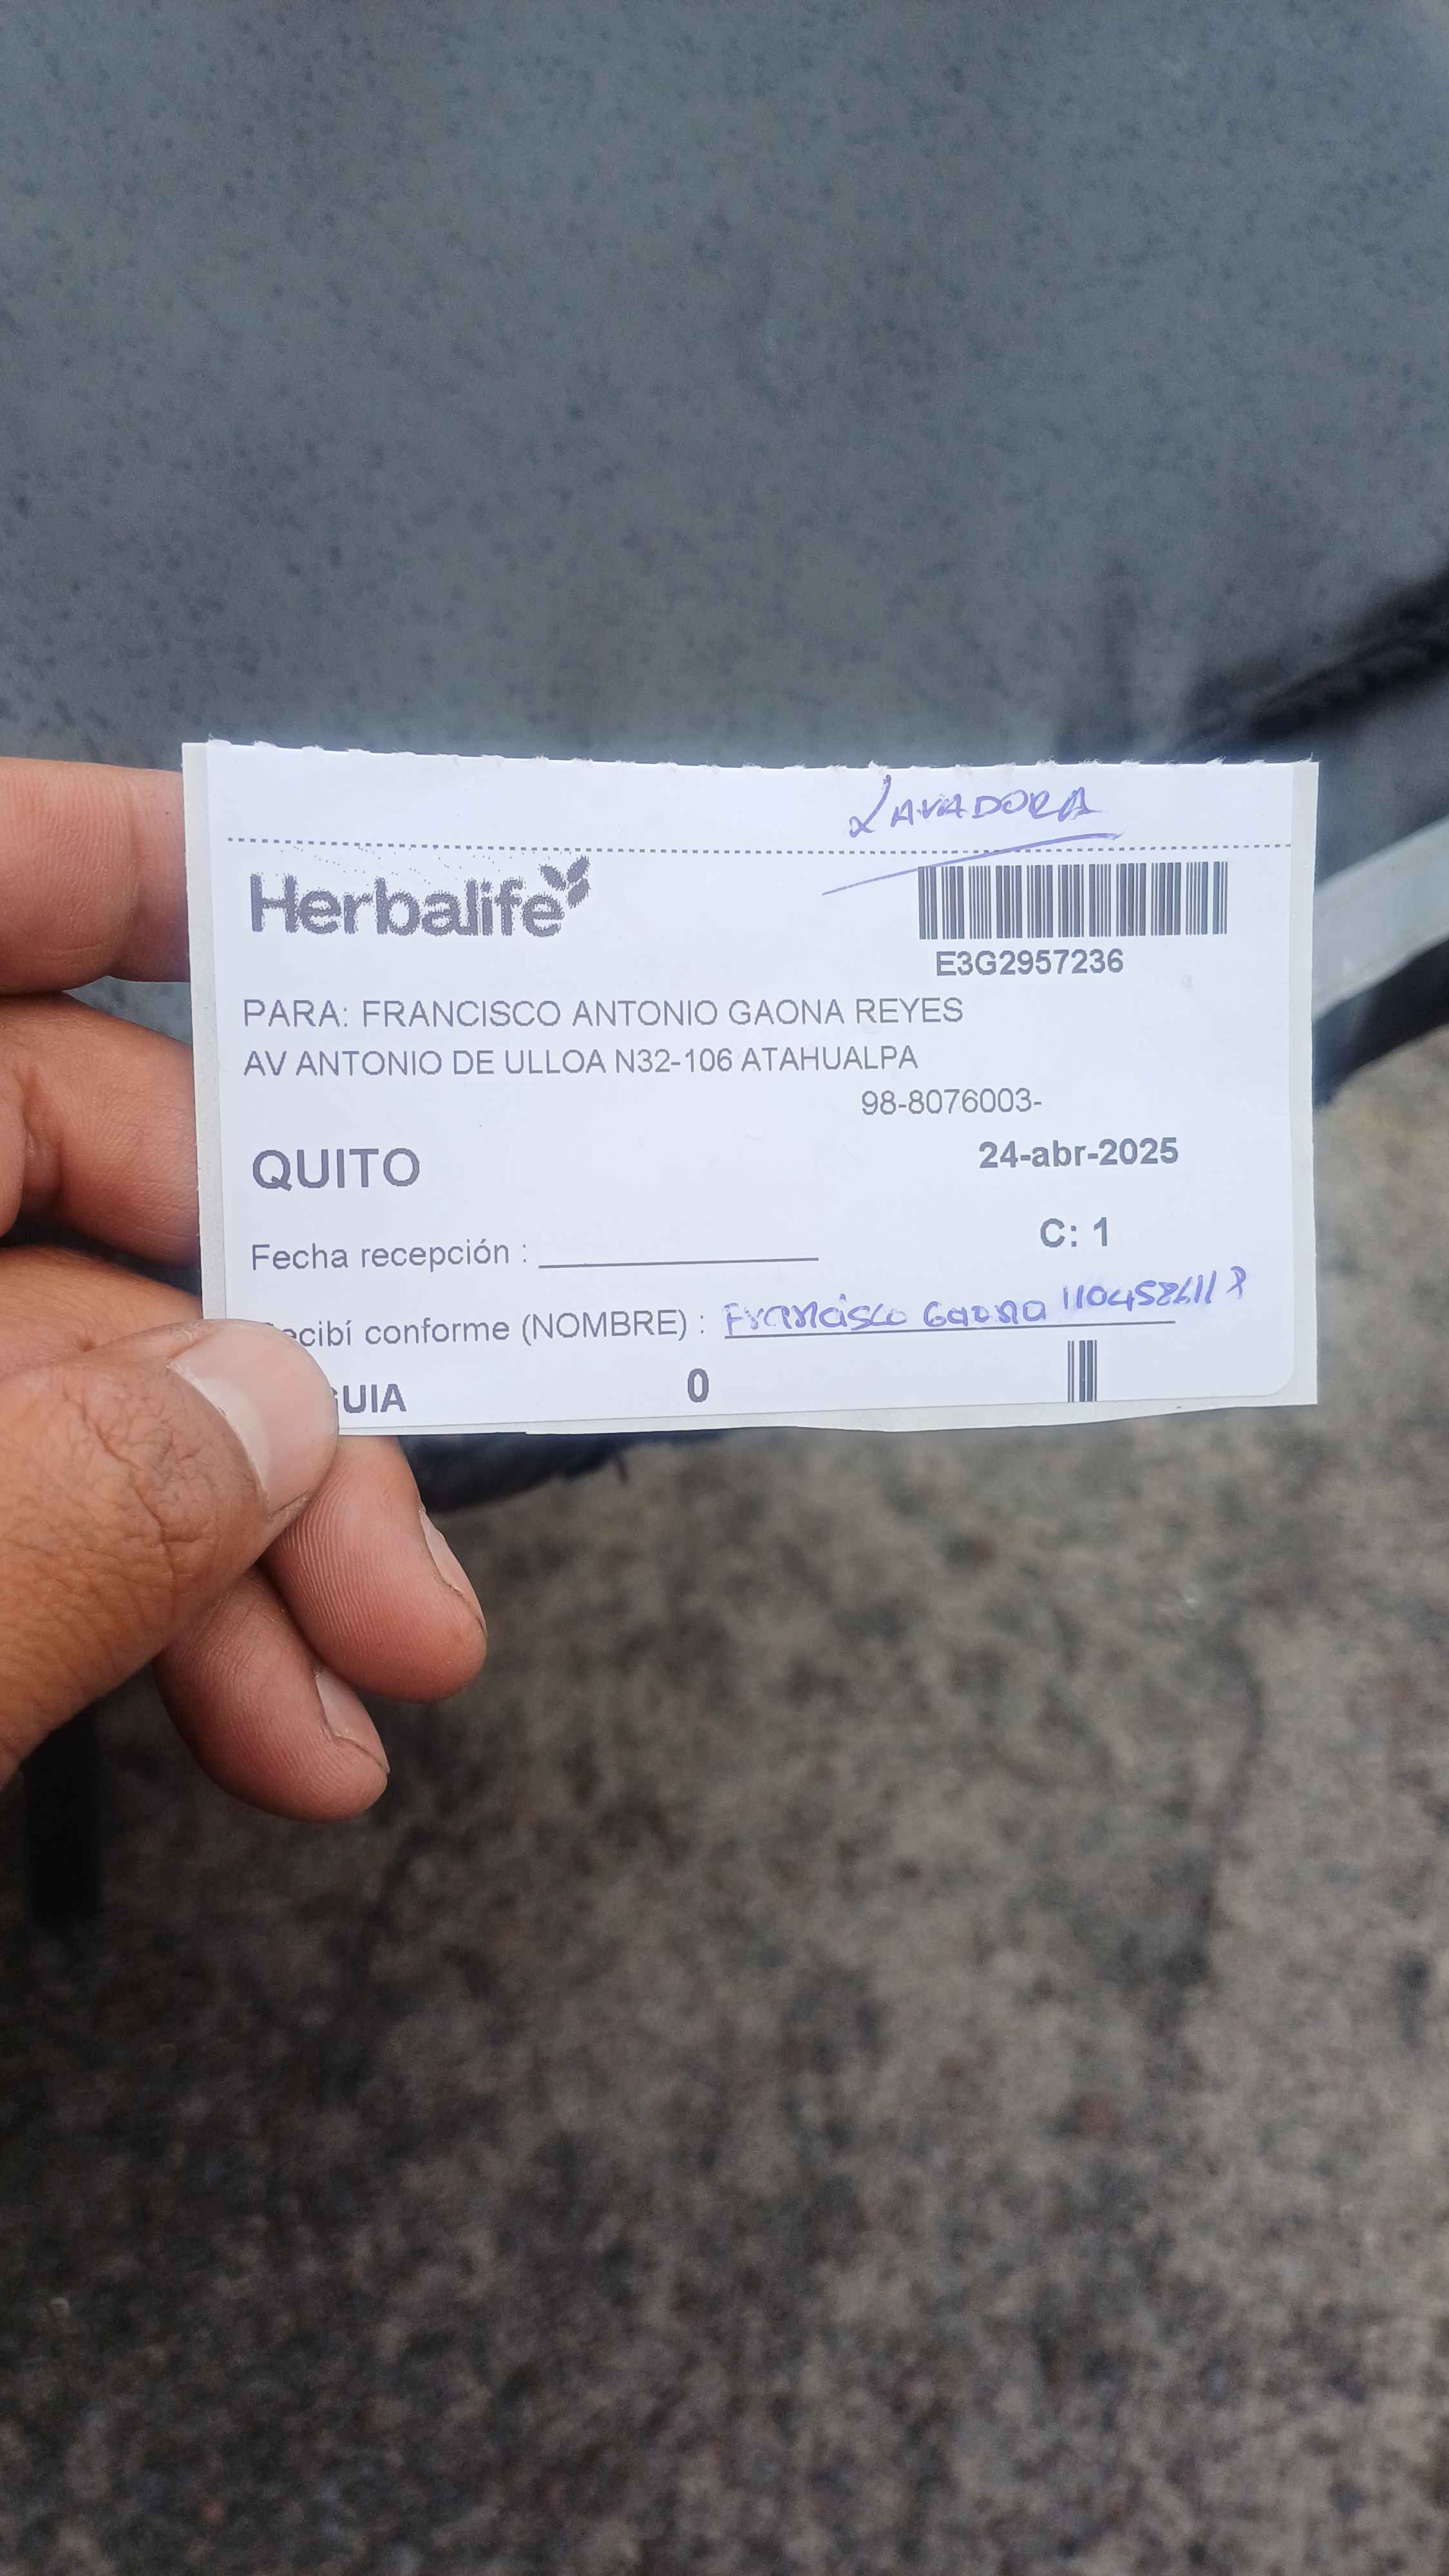 LAVADORA
Herbalife
E3G2957236
PARA: FRANCISCO ANTONIO GAONA REYES
AV ANTONIO DE ULLOA N32-106 ATAHUALPA
98-8076003-
QUITO
24-abr-2025
C: 1
Fecha recepción :
ecibí conforme (NOMBRE) : Francisco Gaona
UIA 0